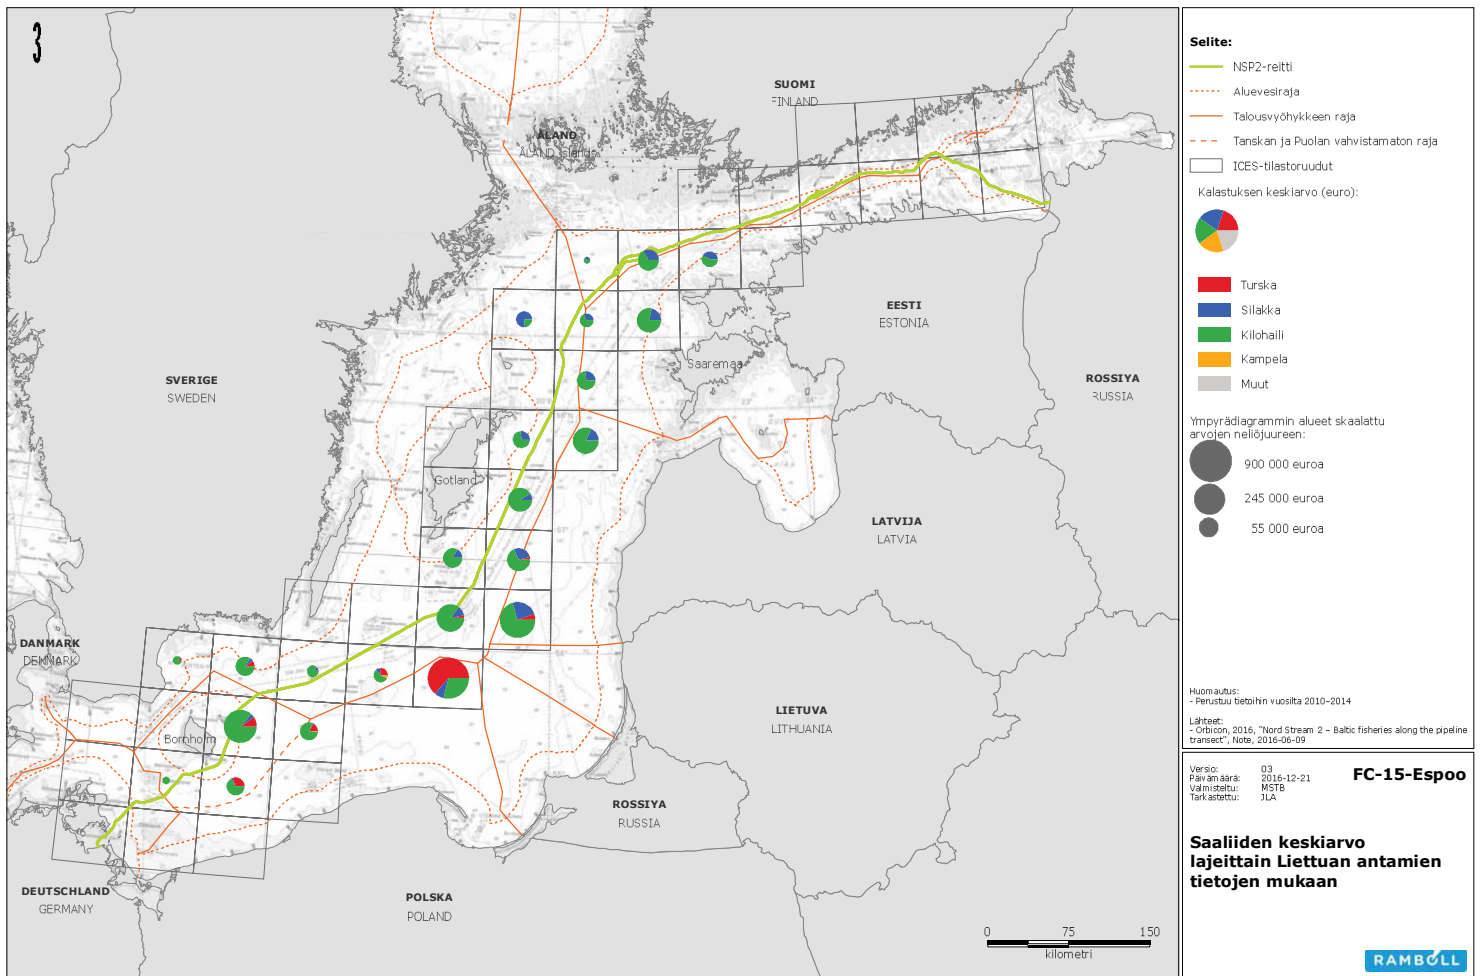 3
SUOMI
FINLAND
ÅLAND
ÅLAND Islands
EESTI
ESTONIA
Saaremaa
SVERIGE
SWEDEN
ROSSIYA
RUSSIA
Gotland
LATVIJA
LATVIA
DANMARK
DENMARK
LIETUVA
LITHUANIA
Bornholm
ROSSIYA
RUSSIA
DEUTSCHLAND
GERMANY
POLSKA
POLAND
0 75 150
kilometri
Selite:
NSP2-reitti
Aluevesiraja
Talousvyöhykkeen raja
Tanskan ja Puolan vahvistamaton raja
ICES-tilastoruudut
Kalastuksen keskiarvo (euro):
Turska
Silakka
Kilohaili
Kampela
Muut
Ympyrädiagrammin alueet skaalattu
arvojen neliöjuureen:
900 000 euroa
245 000 euroa
55 000 euroa
Huomautus:
- Perustuu tietoihin vuosilta 2010-2014
Lähteet:
- Orbicon, 2016, "Nord Stream 2 - Baltic fisheries along the pipeline
transect", Note, 2016-06-09
Versio: 03
Päivämäärä: 2016-12-21
Valmisteltu: MSTB
Tarkastettu: JLA
FC-15-Espoo
Saaliiden keskiarvo
lajeittain Liettuan antamien
tietojen mukaan
RAMBOLL